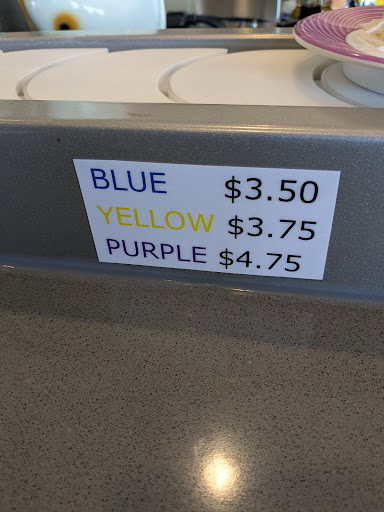 BLUE $3.50
YELLOW $3.75
PURPLE $4.75